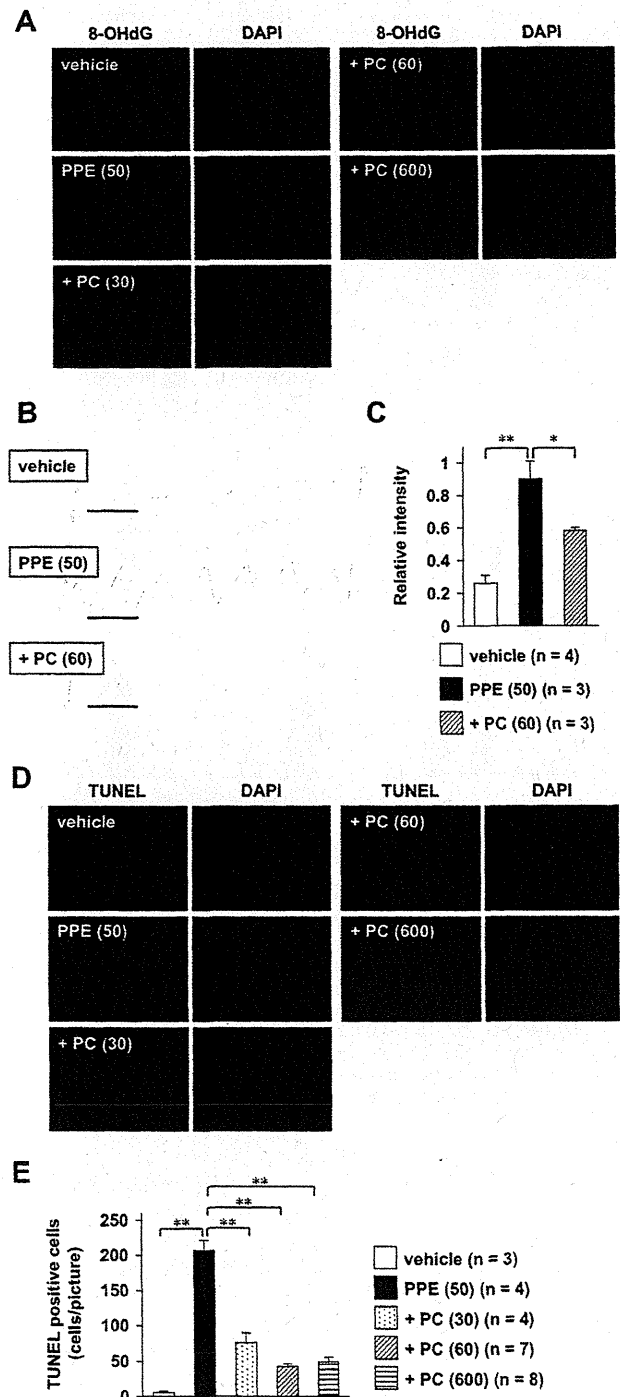 A
8-OHdG DAPI 8-OHdG DAPI
vehicle + PC (60)
PPE (50) + PC (600)
+ PC (30)
B
vehicle
PPE (50)
+ PC (60)
C
** *
Relative intensity
1
0.8
0.6
0.4
0.2
0
vehicle (n = 4)
PPE (50) (n = 3)
+ PC (60) (n = 3)
D
TUNEL DAPI TUNEL DAPI
vehicle + PC (60)
PPE (50) + PC (600)
+ PC (30)
E
**
**
** **
TUNEL positive cells
(cells/picture)
250
200
150
100
50
0
vehicle (n = 3)
PPE (50) (n = 4)
+ PC (30) (n = 4)
+ PC (60) (n = 7)
+ PC (600) (n = 8)